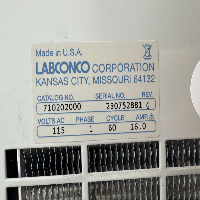 Made in U.S.A.
LABCONCO CORPORATION
KANSAS CITY, MISSOURI 64132
CATALOG NO. SERIAL NO. REV.
710202000 230752881 G
VOLTS AC PHASE CYCLE AMP.
115 1 60 16.0